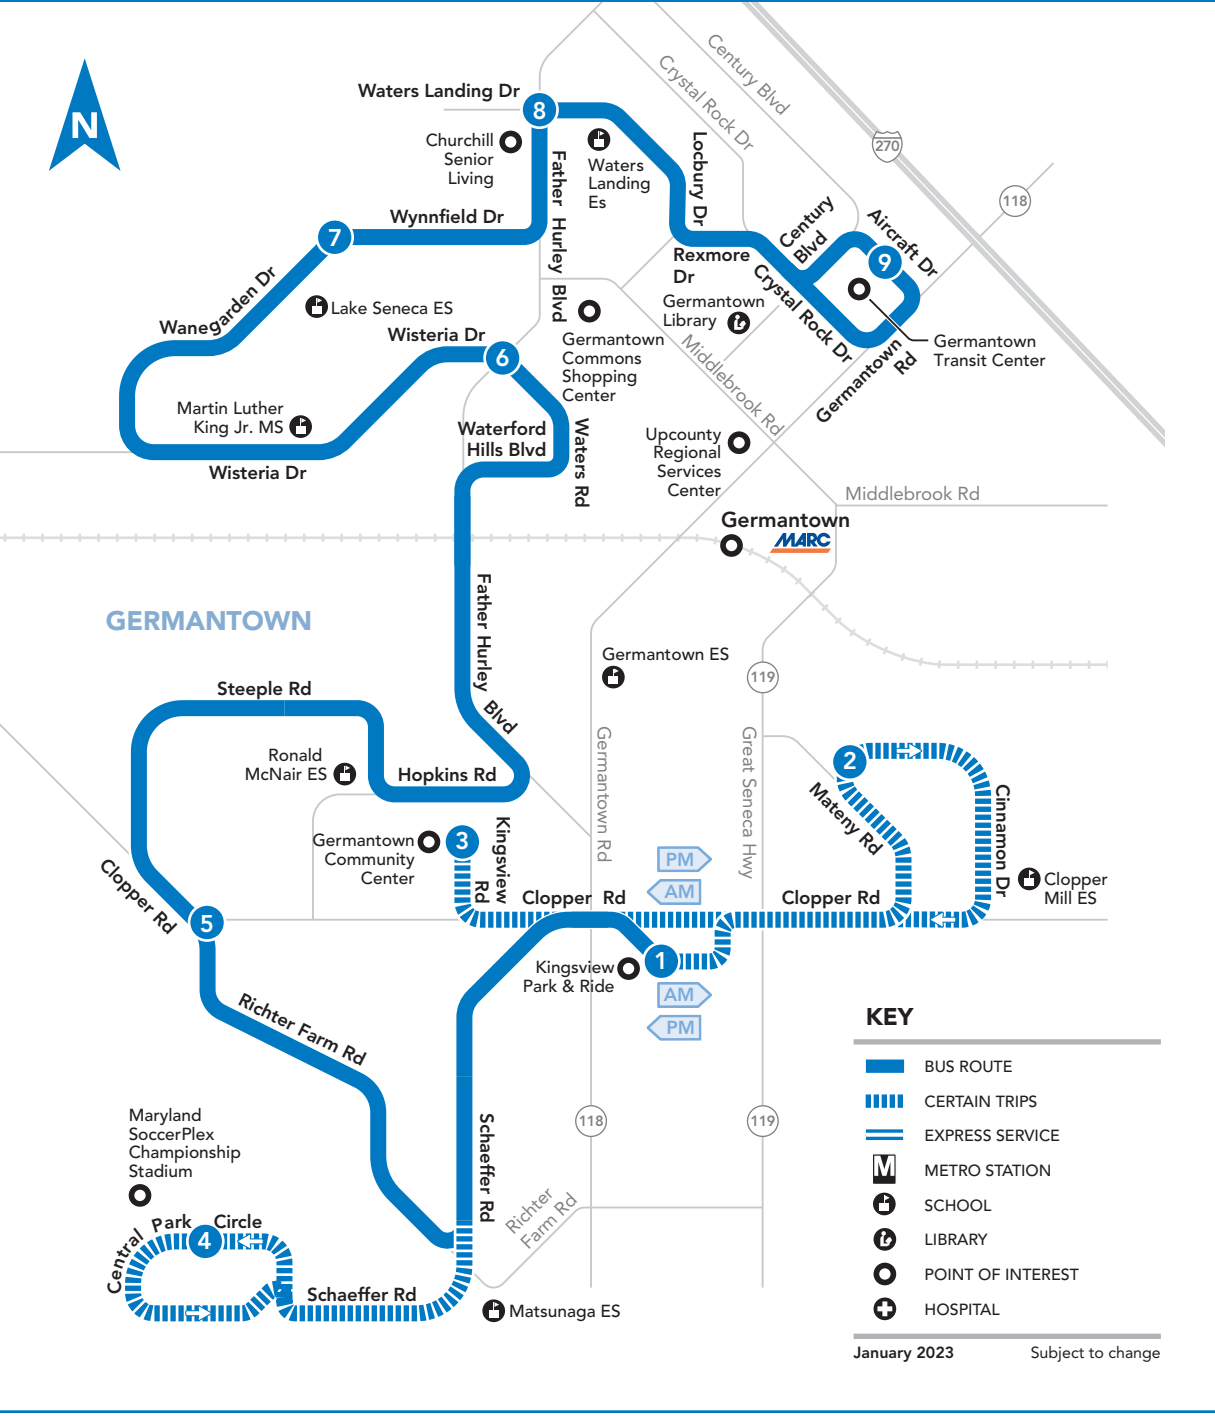 N
Waters Landing Dr
8
Churchill
Senior
Living
Waters
Landing
Es
Father Hurley Blvd
Locbury Dr
Crystal Rock Dr
Century Blvd
270
118
Wynnfield Dr
7
Century
Blvd
Aircraft Dr
9
Rexmore
Dr
Crystal Rock Dr
Wanegarden Dr
Lake Seneca ES
Wisteria Dr
6
Germantown
Library
Germantown
Commons
Shopping
Center
Middlebrook Rd
Germantown
Rd
Germantown
Transit Center
Martin Luther
King Jr. MS
Wisteria Dr
Waterford
Hills Blvd
Waters Rd
Upcounty
Regional
Services
Center
Middlebrook Rd
Germantown
MARC
GERMANTOWN
Father Hurley
Blvd
Germantown ES
119
Steeple Rd
Ronald
McNair ES
Hopkins Rd
Germantown Rd
Great Seneca Hwy
2
Mateny Rd
Cinnamon Dr
Clopper
Mill ES
Germantown
Community
Center
3
Kingsview
Rd
PM
AM
Clopper Rd
Clopper Rd
Clopper Rd
5
Kingsview
Park & Ride
1
AM
PM
Richter Farm Rd
Schaeffer Rd
118
119
Richter
Farm Rd
Maryland
SoccerPlex
Championship
Stadium
Central Park Circle
4
Schaeffer Rd
Matsunaga ES
KEY
BUS ROUTE
CERTAIN TRIPS
EXPRESS SERVICE
M
METRO STATION
SCHOOL
LIBRARY
POINT OF INTEREST
HOSPITAL
January 2023
Subject to change